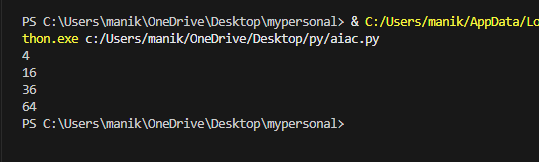 PS C:\Users\manik\OneDrive\Desktop\mypersonal> & C:/Users/manik/AppData/Lo
thon.exe c:/Users/manik/OneDrive/Desktop/py/aiac.py
4
16
36
64
PS C:\Users\manik\OneDrive\Desktop\mypersonal>